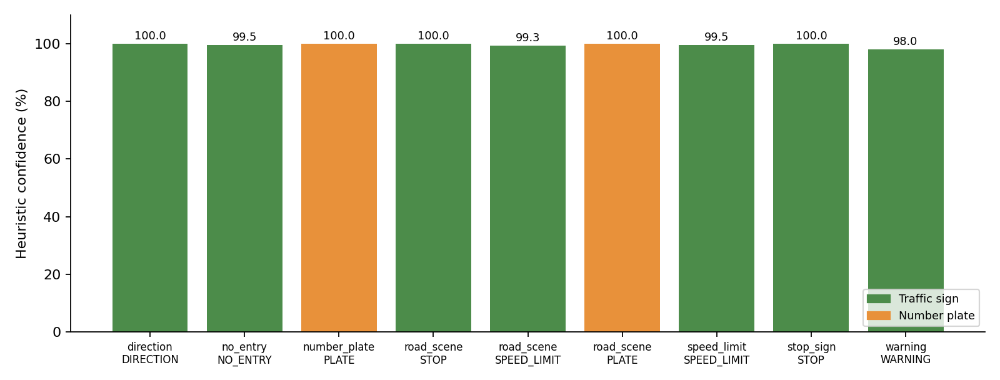 100.0
99.5
100.0
100.0
99.3
100.0
99.5
100.0
98.0
Heuristic confidence (%)
100
80
60
40
20
0
Traffic sign
Number plate
direction
DIRECTION
no_entry
NO_ENTRY
number_plate
PLATE
road_scene
STOP
road_scene
SPEED_LIMIT
road_scene
PLATE
speed_limit
SPEED_LIMIT
stop_sign
STOP
warning
WARNING